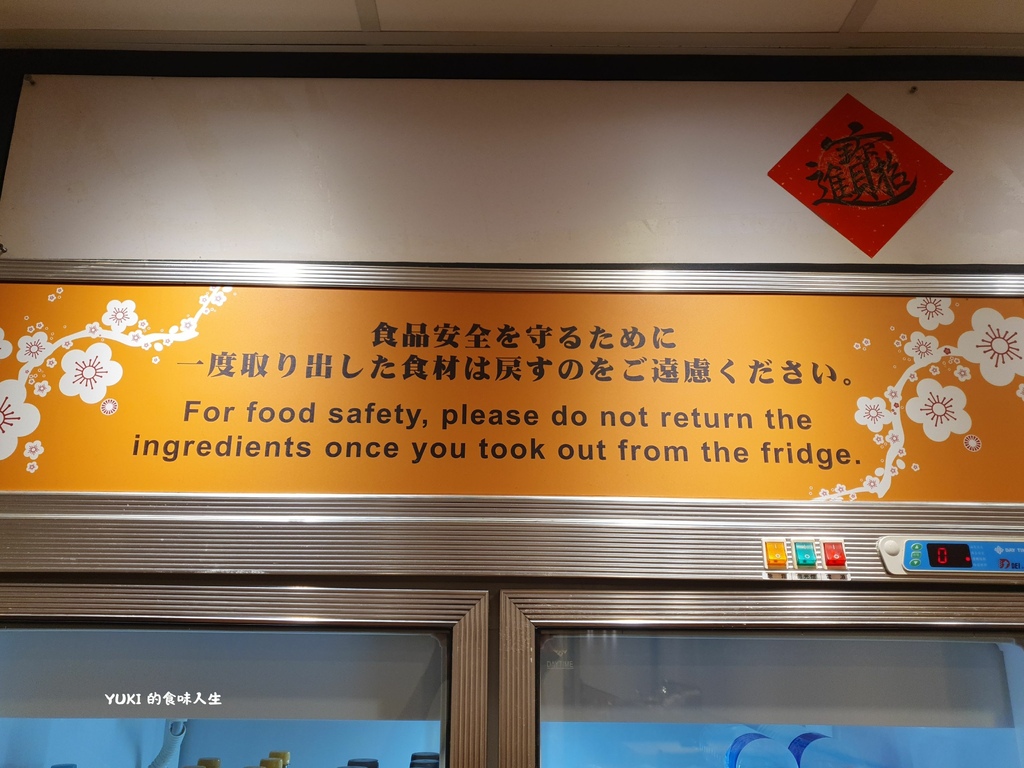 招財進寶
食品安全を守るために
一度取り出した食材は戻すのをご遠慮ください。
For food safety, please do not return the
ingredients once you took out from the fridge.
0
YUKI 的食味人生